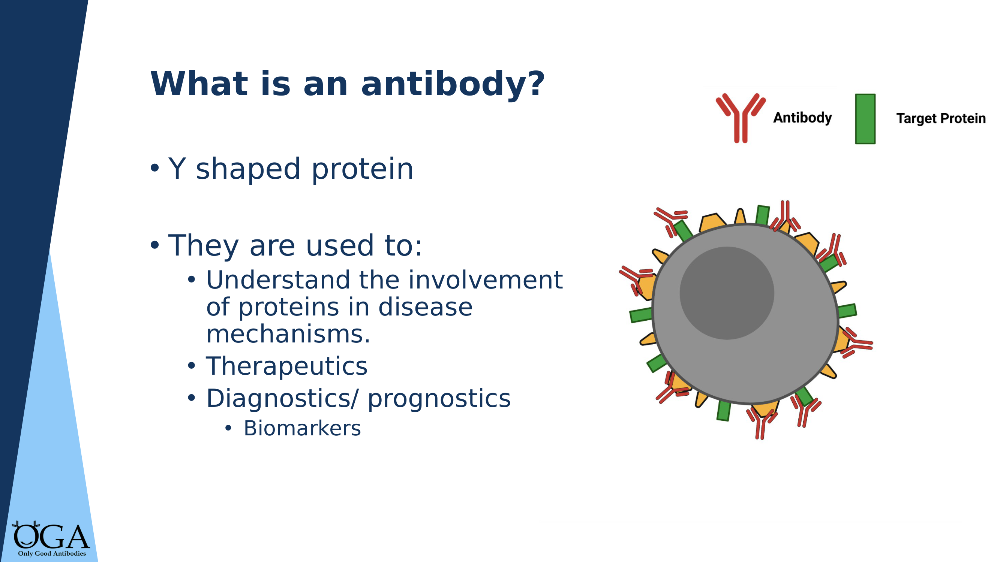 What is an antibody?
Antibody
Target Protein
• Y shaped protein
• They are used to:
• Understand the involvement
of proteins in disease
mechanisms.
• Therapeutics
• Diagnostics/ prognostics
• Biomarkers
OGA
Only Good Antibodies